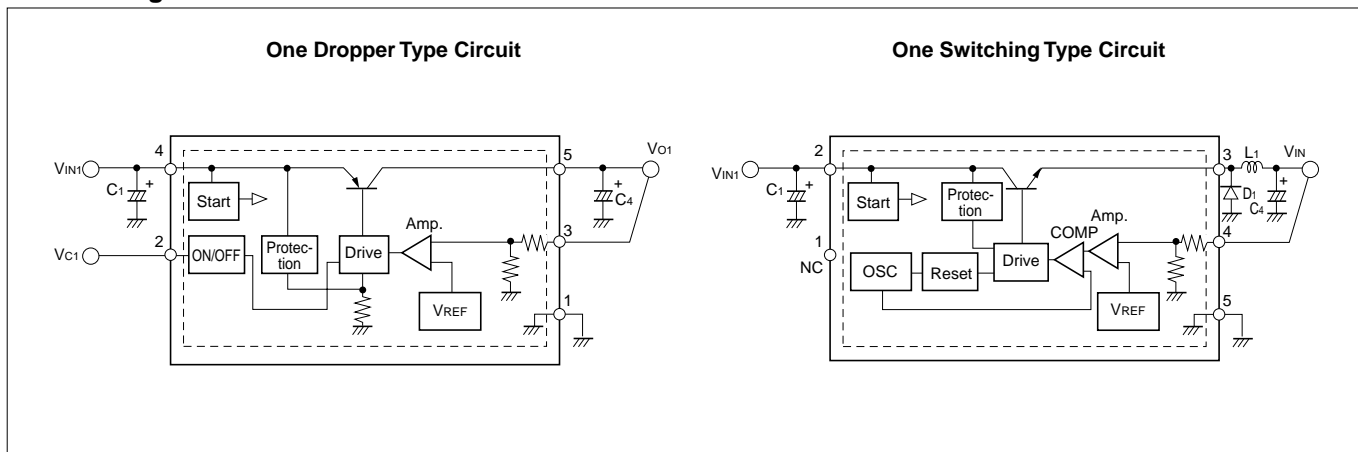 One Dropper Type Circuit
VIN1
C1
+
4
Start
VC1
2
ON/OFF
Protec-
tion
Drive
Amp.
VREF
5
+
C4
VO1
3
1
One Switching Type Circuit
VIN1
C1
+
2
Start
1
NC
Protec-
tion
OSC
Reset
Drive
COMP
Amp.
VREF
3
L1
VIN
D1
C4
+
4
5